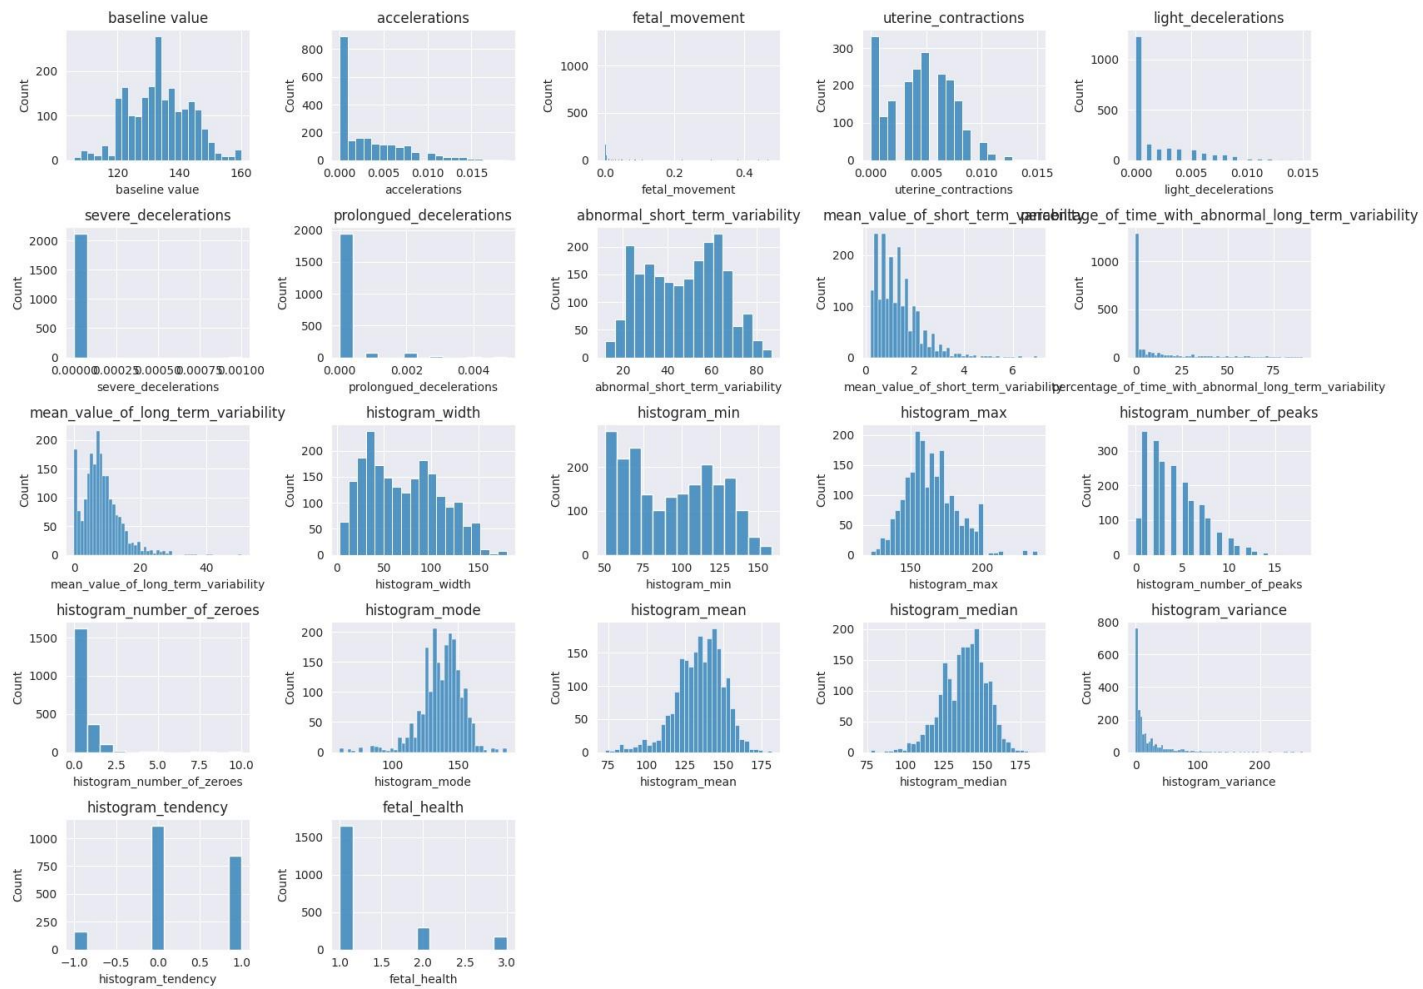 baseline value
accelerations
fetal_movement
uterine_contractions
light_decelerations
Count
200
100
0
120
140
160
baseline value
Count
800
600
400
200
0
0.000
0.005
0.010
0.015
accelerations
Count
1000
500
0
0.0
0.2
0.4
fetal_movement
Count
300
200
100
0
0.000
0.005
0.010
0.015
uterine_contractions
Count
1000
500
0
0.000
0.005
0.010
0.015
light_decelerations
severe_decelerations
prolongued_decelerations
abnormal_short_term_variability
mean_value_of_short_term_variability
percentage_of_time_with_abnormal_long_term_variability
Count
2000
1500
1000
500
0
0.00000
0.00025
0.00050
0.00075
0.00100
severe_decelerations
Count
2000
1500
1000
500
0
0.000
0.002
0.004
prolongued_decelerations
Count
200
150
100
50
0
20
40
60
80
abnormal_short_term_variability
Count
200
100
0
0
2
4
6
mean_value_of_short_term_variability
Count
1000
500
0
0
25
50
75
percentage_of_time_with_abnormal_long_term_variability
mean_value_of_long_term_variability
histogram_width
histogram_min
histogram_max
histogram_number_of_peaks
Count
200
150
100
50
0
0
20
40
mean_value_of_long_term_variability
Count
200
150
100
50
0
0
50
100
150
histogram_width
Count
200
100
0
50
75
100
125
150
histogram_min
Count
200
150
100
50
0
150
200
histogram_max
Count
300
200
100
0
0
5
10
15
histogram_number_of_peaks
histogram_number_of_zeroes
histogram_mode
histogram_mean
histogram_median
histogram_variance
Count
1500
1000
500
0
0.0
2.5
5.0
7.5
10.0
histogram_number_of_zeroes
Count
200
150
100
50
0
100
150
histogram_mode
Count
150
100
50
0
75
100
125
150
175
histogram_mean
Count
200
150
100
50
0
75
100
125
150
175
histogram_median
Count
800
600
400
200
0
0
100
200
histogram_variance
histogram_tendency
fetal_health
Count
1000
750
500
250
0
−1.0
−0.5
0.0
0.5
1.0
histogram_tendency
Count
1500
1000
500
0
1.0
1.5
2.0
2.5
3.0
fetal_health